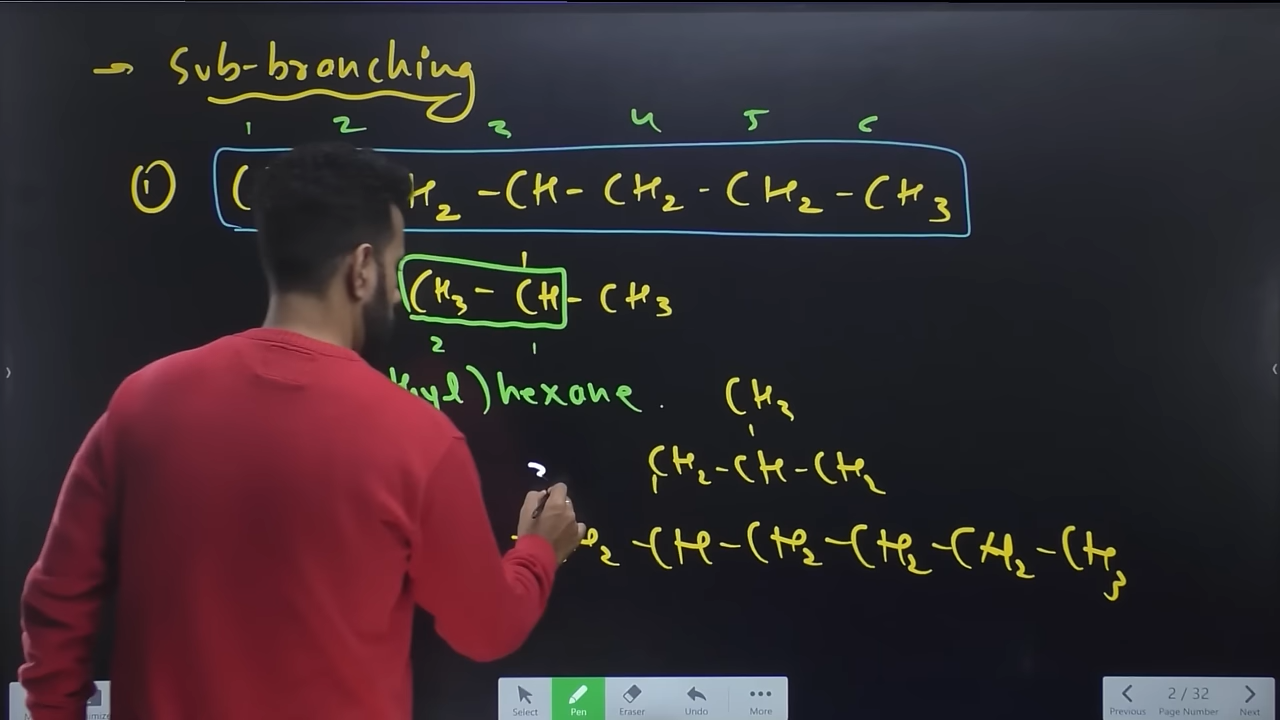 → Sub-branching
1 2 3 4 5 6
① C H2 - CH - CH2 - CH2 - CH3
CH3 - CH - CH3
2 1
hyl) hexane.
CH3
CH2 - CH - CH2
H2 - CH - CH2 - CH2 - CH2 - CH3
Select Pen Eraser Undo More
Previous 2 / 32 Page Number Next